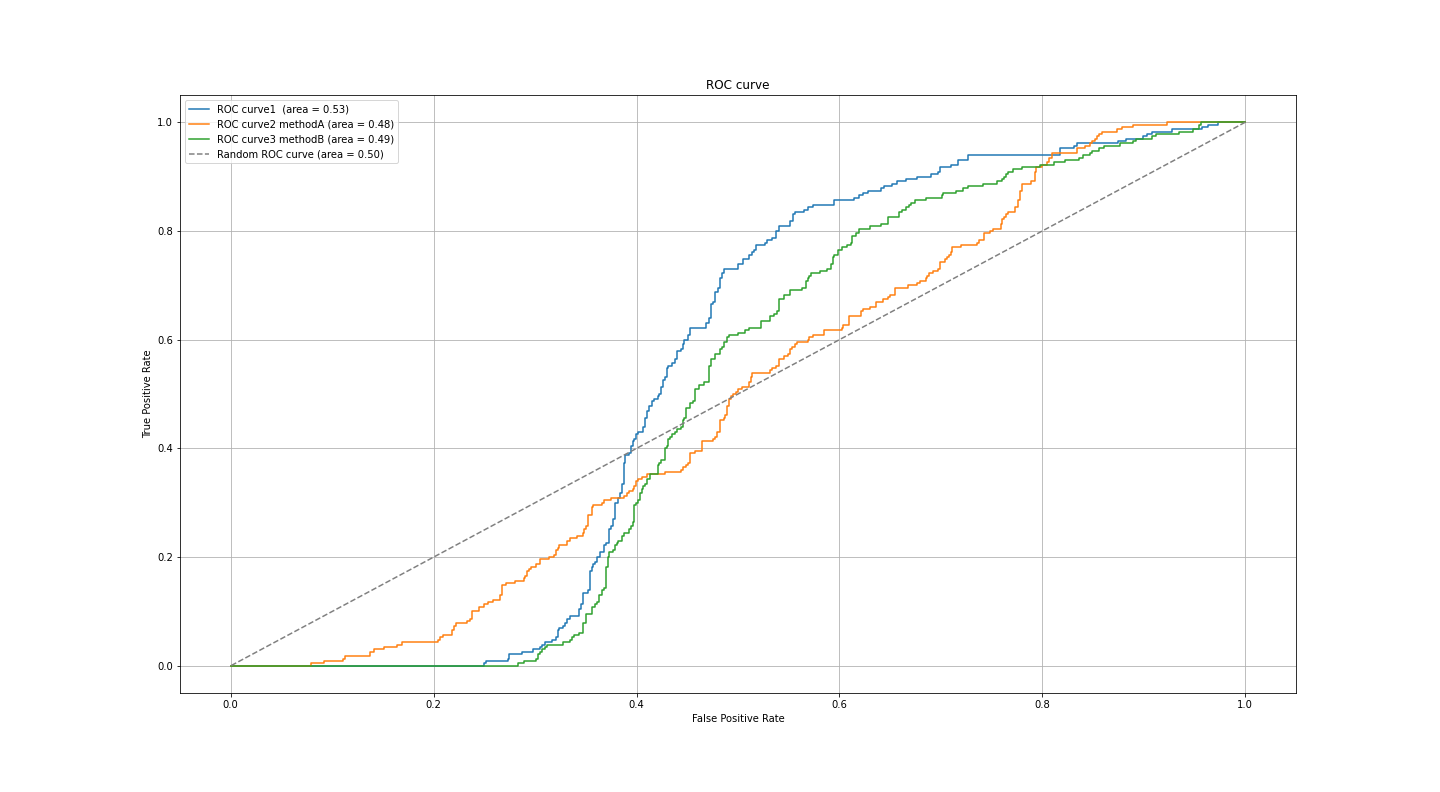 ROC curve
ROC curve1  (area = 0.53)
ROC curve2 methodA (area = 0.48)
ROC curve3 methodB (area = 0.49)
Random ROC curve (area = 0.50)
1.0
0.8
0.6
0.4
0.2
0.0
True Positive Rate
0.0 0.2 0.4 0.6 0.8 1.0
False Positive Rate